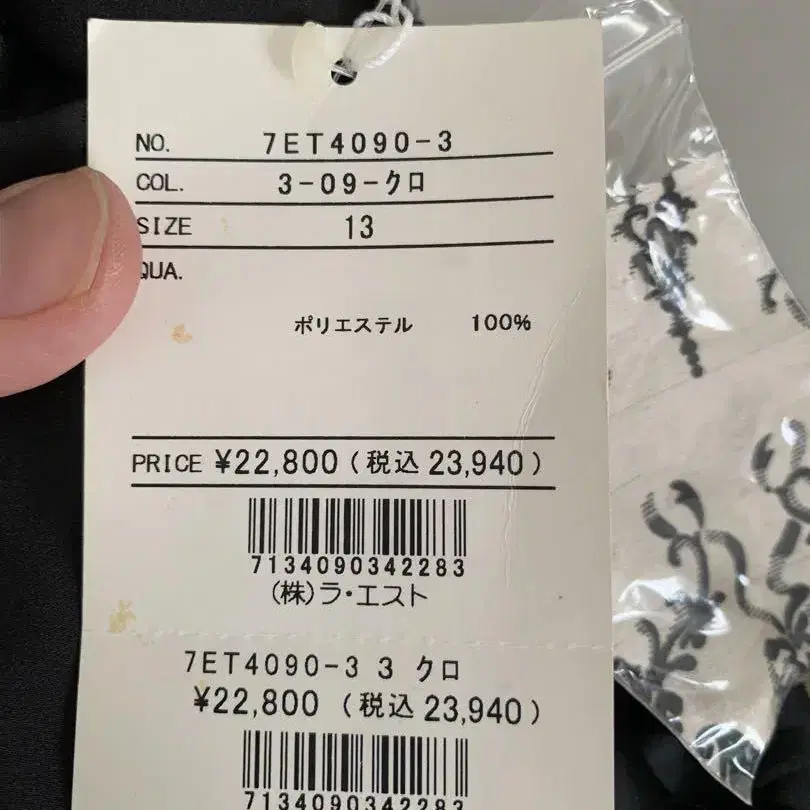 NO. 7ET4090-3
COL. 3-09-クロ
SIZE 13
QUA.
ポリエステル 100%
PRICE ¥22,800 (税込 23,940)
7134090342283
(株)ラ・エスト
7ET4090-3 3 クロ
¥22,800 (税込 23,940)
7134090342283